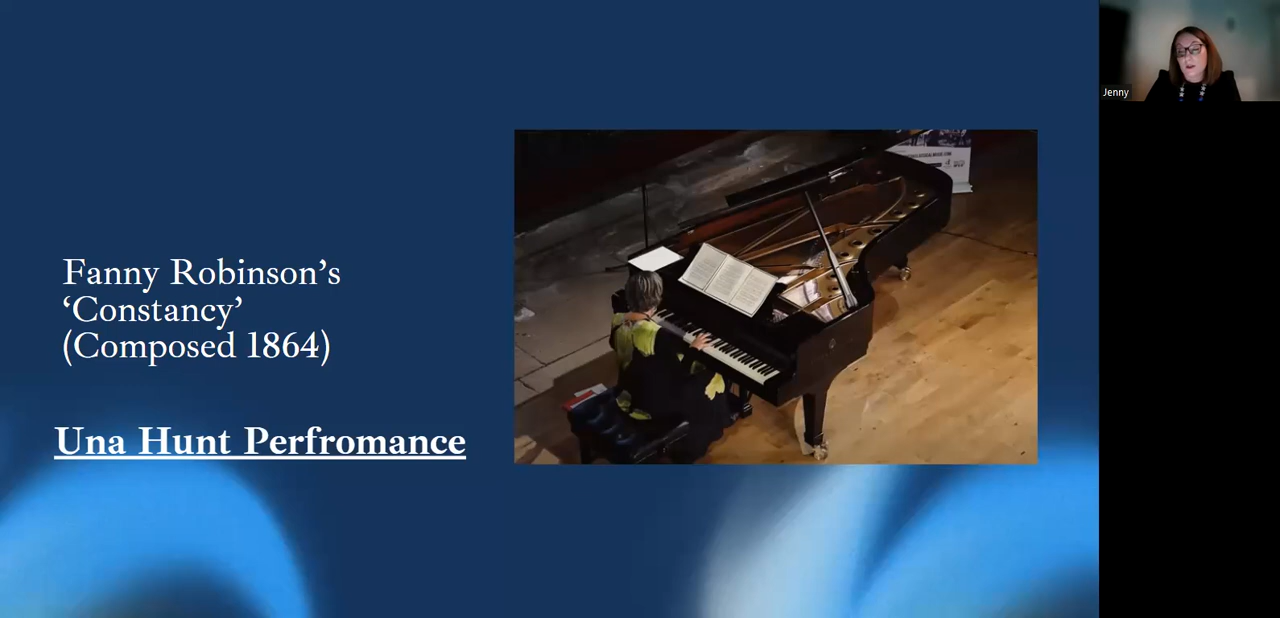 Fanny Robinson’s
‘Constancy’
(Composed 1864)
Una Hunt Perfromance
Jenny